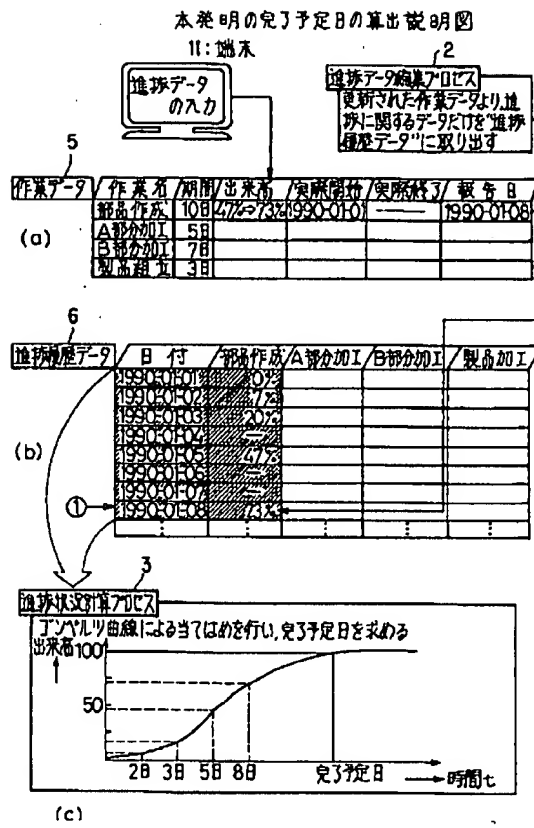 本発明の完了予定日の算出説明図
11:端末
進捗データの入力
2
進捗データ編集プロセス
更新された作業データより、進
捗に関するデータだけを“進捗
履歴データ”に取り出す
5
作業データ 作業名 期間 出来高 実際開始 実際終了 報告日
部品作成 10日 47%⇒73% 1990-01-01 —— 1990-01-08
A部分加工 5日
B部分加工 7日
製品組立 3日
(a)
6
進捗履歴データ 日付 部品作成 A部分加工 B部分加工 製品加工
1990-01-01 0%
1990-01-02 7%
1990-01-03 20%
1990-01-04 —
1990-01-05 47%
1990-01-06 —
1990-01-07 —
① 1990-01-08 73%
(b)
3
進捗状況計算プロセス
ゴンペルツ曲線による当てはめを行い,完了予定日を求める
出来高 100
50
2日 3日 5日 8日 完了予定日 時間t
(c)